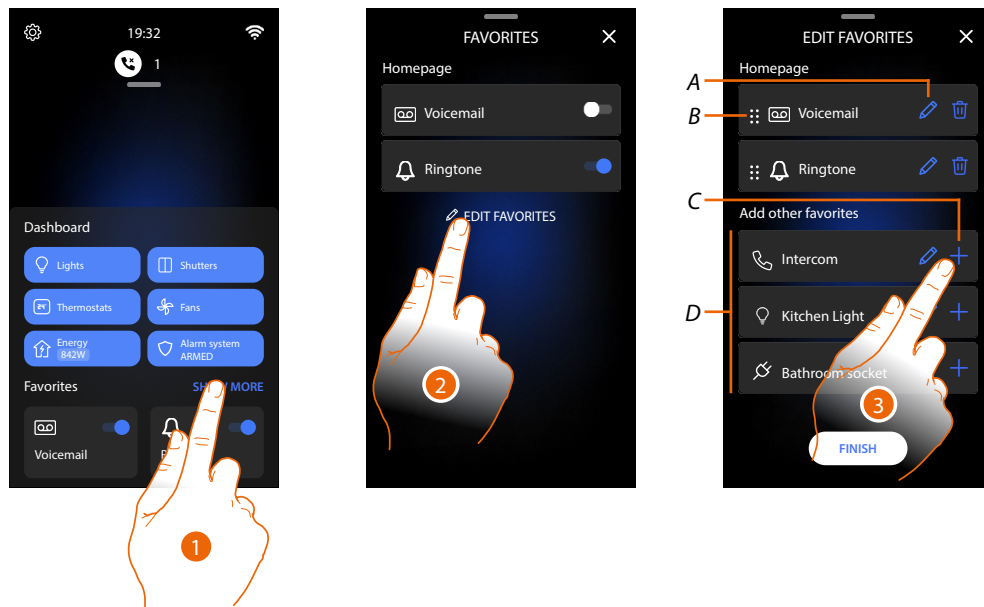 19:32
1
Dashboard
Lights
Shutters
Thermostats
Fans
Energy
842W
Alarm system
ARMED
Favorites
MORE
Voicemail
1
FAVORITES
Homepage
Voicemail
Ringtone
EDIT FAVORITES
2
EDIT FAVORITES
Homepage
A
B
Voicemail
Ringtone
C
Add other favorites
Intercom
D
Kitchen Light
Bathroom socket
3
FINISH